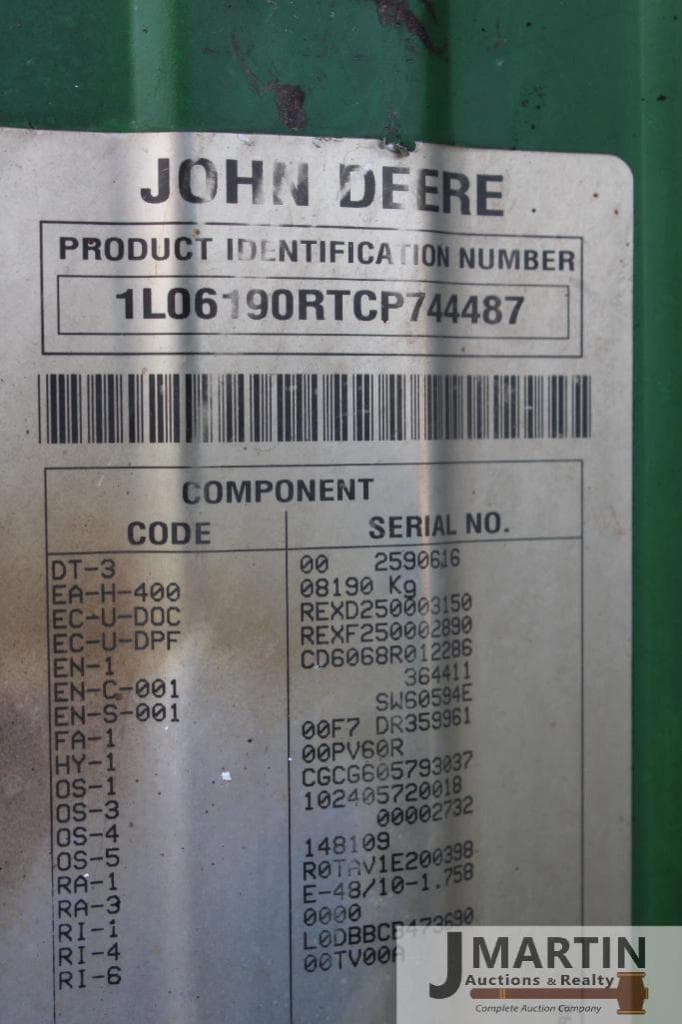 JOHN DEERE
PRODUCT IDENTIFICATION NUMBER
1L06190RTCP744487
COMPONENT
CODE SERIAL NO.
DT-3 00 2590616
EA-H-400 08190 Kg
EC-U-DOC REXD250003150
EC-U-DPF REXF250002890
EN-1 CD6068R012286
EN-C-001 364411
EN-S-001 SW60594E
FA-1 00F7 DR359961
HY-1 00PV60R
OS-1 CGCG605793037
OS-3 102405720018
OS-4 00002732
OS-5 148109
RA-1 R0TAV1E200398
RA-3 E-48/10-1.758
RI-1 0000
RI-4 L0DBBCB473690
RI-6 00TV00A
J MARTIN
Auctions & Realty
Complete Auction Company